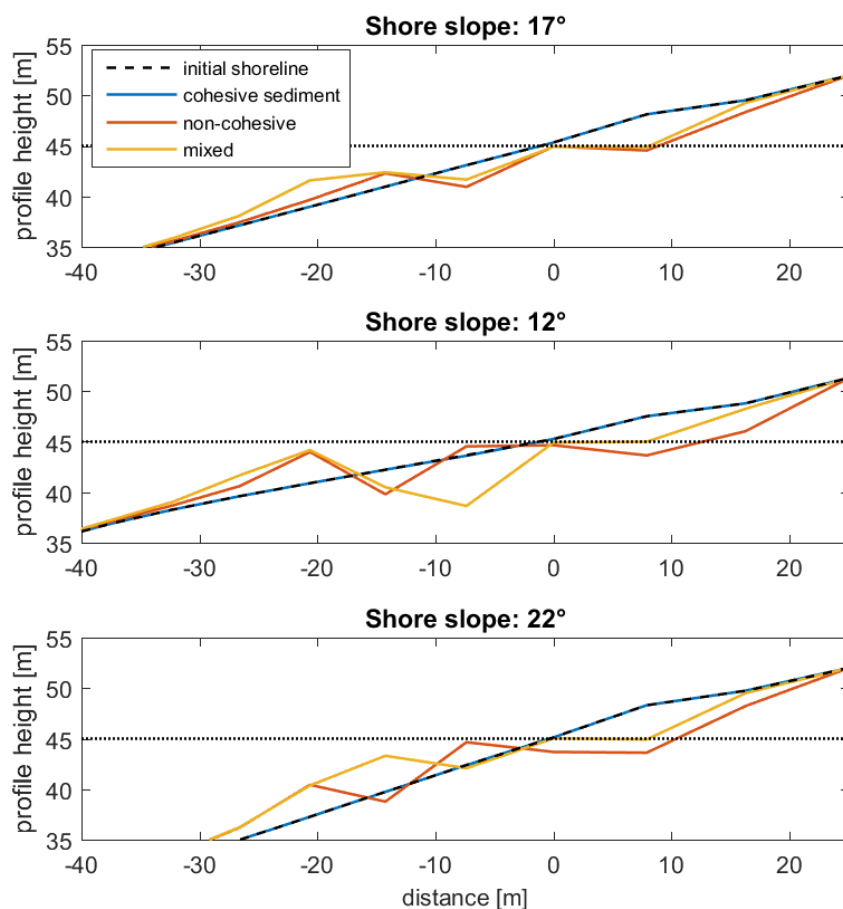 Shore slope: 17°
55
50
45
40
35
profile height [m]
initial shoreline
cohesive sediment
non-cohesive
mixed
-40 -30 -20 -10 0 10 20
Shore slope: 12°
55
50
45
40
35
profile height [m]
-40 -30 -20 -10 0 10 20
Shore slope: 22°
55
50
45
40
35
profile height [m]
-40 -30 -20 -10 0 10 20
distance [m]